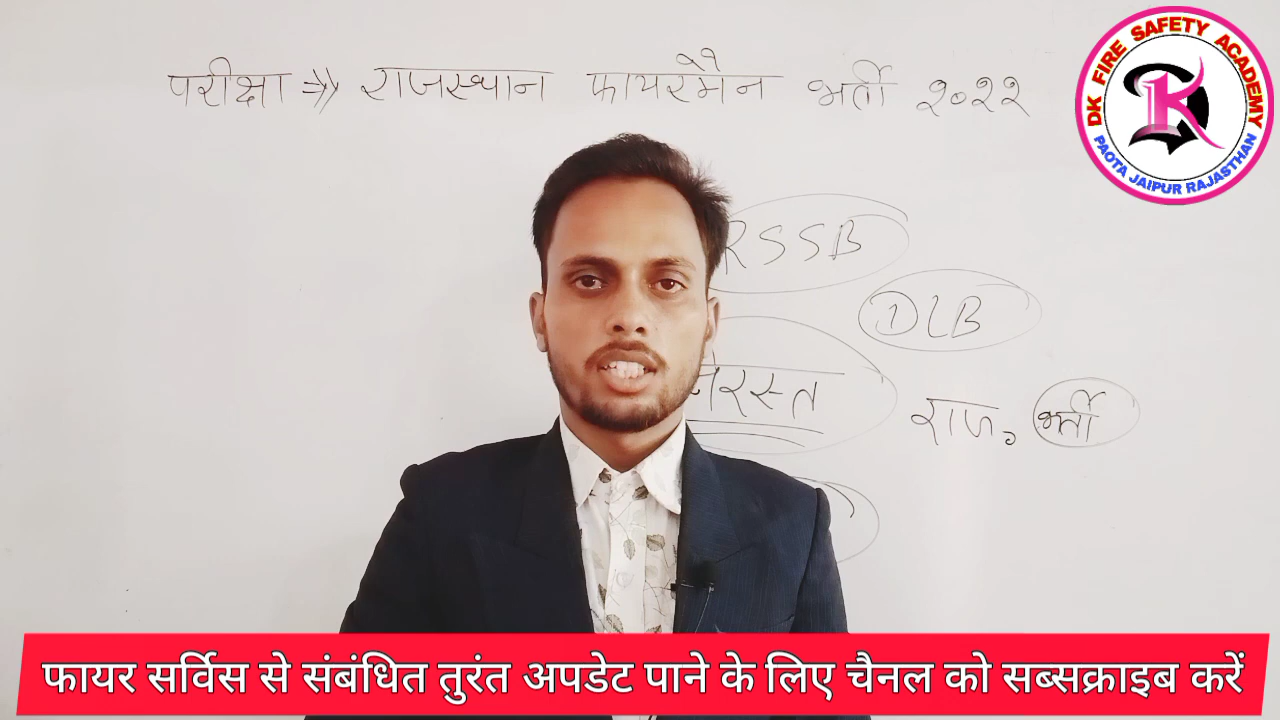 परीक्षा ⇒》 राजस्थान फायरमैन भर्ती २०२२
DK FIRE SAFETY ACADEMY
K
PAOTA JAIPUR RAJASTHAN
RSSB
DLB
राज. भर्ती
फायर सर्विस से संबंधित तुरंत अपडेट पाने के लिए चैनल को सब्सक्राइब करें